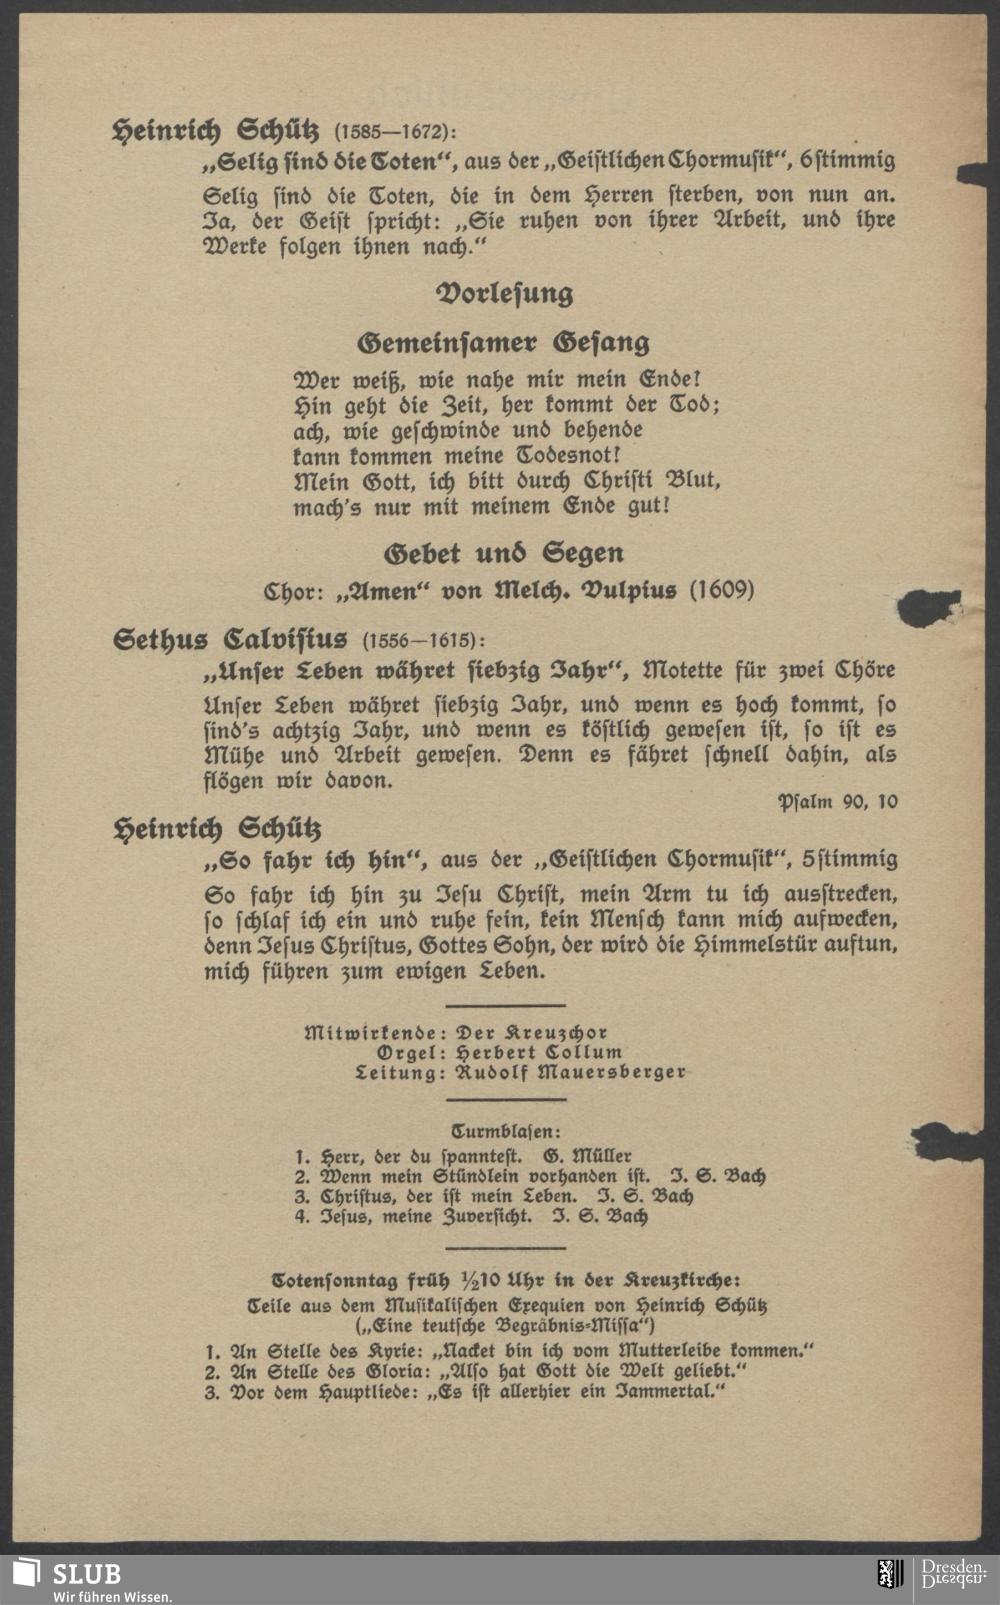 Heinrich Schütz (1585—1672):
„Selig sind die Toten“, aus der „Geistlichen Chormusik“, 6stimmig
Selig sind die Toten, die in dem Herren sterben, von nun an.
Ja, der Geist spricht: „Sie ruhen von ihrer Arbeit, und ihre
Werke folgen ihnen nach.“
Vorlesung
Gemeinsamer Gesang
Wer weiß, wie nahe mir mein Ende!
Hin geht die Zeit, her kommt der Tod;
ach, wie geschwinde und behende
kann kommen meine Todesnot!
Mein Gott, ich bitt durch Christi Blut,
mach's nur mit meinem Ende gut!
Gebet und Segen
Chor: „Amen“ von Melch. Vulpius (1609)
Sethus Calvisius (1556—1615):
„Unser Leben währet siebzig Jahr“, Motette für zwei Chöre
Unser Leben währet siebzig Jahr, und wenn es hoch kommt, so
sind's achtzig Jahr, und wenn es köstlich gewesen ist, so ist es
Mühe und Arbeit gewesen. Denn es fähret schnell dahin, als
flögen wir davon.
Psalm 90, 10
Heinrich Schütz
„So fahr ich hin“, aus der „Geistlichen Chormusik“, 5stimmig
So fahr ich hin zu Jesu Christ, mein Arm tu ich ausstrecken,
so schlaf ich ein und ruhe fein, kein Mensch kann mich aufwecken,
denn Jesus Christus, Gottes Sohn, der wird die Himmelstür auftun,
mich führen zum ewigen Leben.
Mitwirkende: Der Kreuzchor
Orgel: Herbert Collum
Leitung: Rudolf Mauersberger
Turmblasen:
1. Herr, der du spanntest. G. Müller
2. Wenn mein Stündlein vorhanden ist. J. S. Bach
3. Christus, der ist mein Leben. J. S. Bach
4. Jesus, meine Zuversicht. J. S. Bach
Totensonntag früh ½10 Uhr in der Kreuzkirche:
Teile aus dem Musikalischen Exequien von Heinrich Schütz
(„Eine teutsche Begräbnis-Missa“)
1. An Stelle des Kyrie: „Nacket bin ich vom Mutterleibe kommen.“
2. An Stelle des Gloria: „Also hat Gott die Welt geliebt.“
3. Vor dem Hauptliede: „Es ist allerhier ein Jammertal.“
SLUB
Wir führen Wissen.
Dresden.
Dresden.